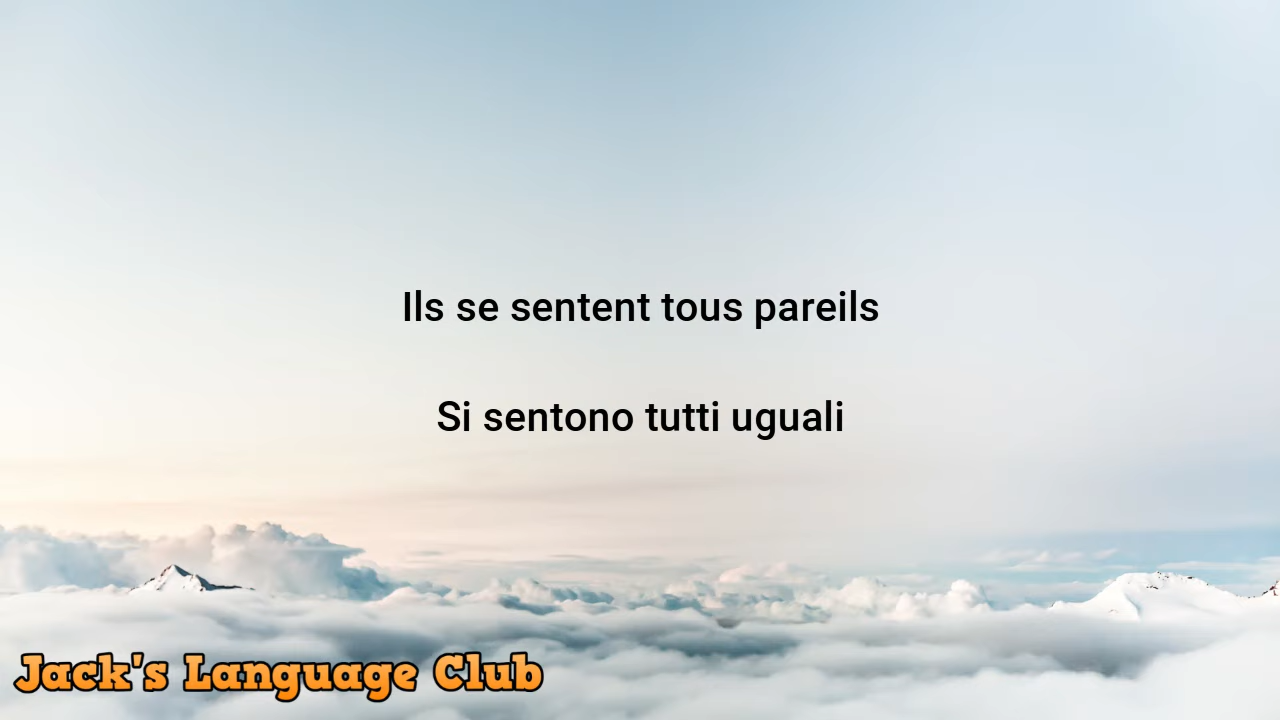 Ils se sentent tous pareils
Si sentono tutti uguali
Jack's Language Club